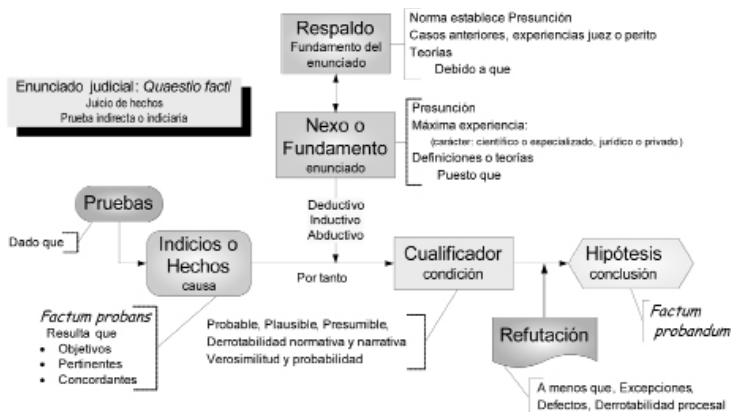 Respaldo
Fundamento del
enunciado
Norma establece Presunción
Casos anteriores, experiencias juez o perito
Teorías
Debido a que
Enunciado judicial: Quaestio facti
Juicio de hechos
Prueba indirecta o indiciaria
Nexo o
Fundamento
enunciado
Presunción
Máxima experiencia:
(carácter: científico o especializado, jurídico o privado)
Definiciones o teorías
Puesto que
Deductivo
Inductivo
Abductivo
Pruebas
Dado que
Indicios o
Hechos
causa
Por tanto
Cualificador
condición
Hipótesis
conclusión
Factum probans
Resulta que
• Objetivos
• Pertinentes
• Concordantes
Probable, Plausible, Presumible,
Derrotabilidad normativa y narrativa
Verosimilitud y probabilidad
Refutación
Factum
probandum
A menos que, Excepciones,
Defectos, Derrotabilidad procesal